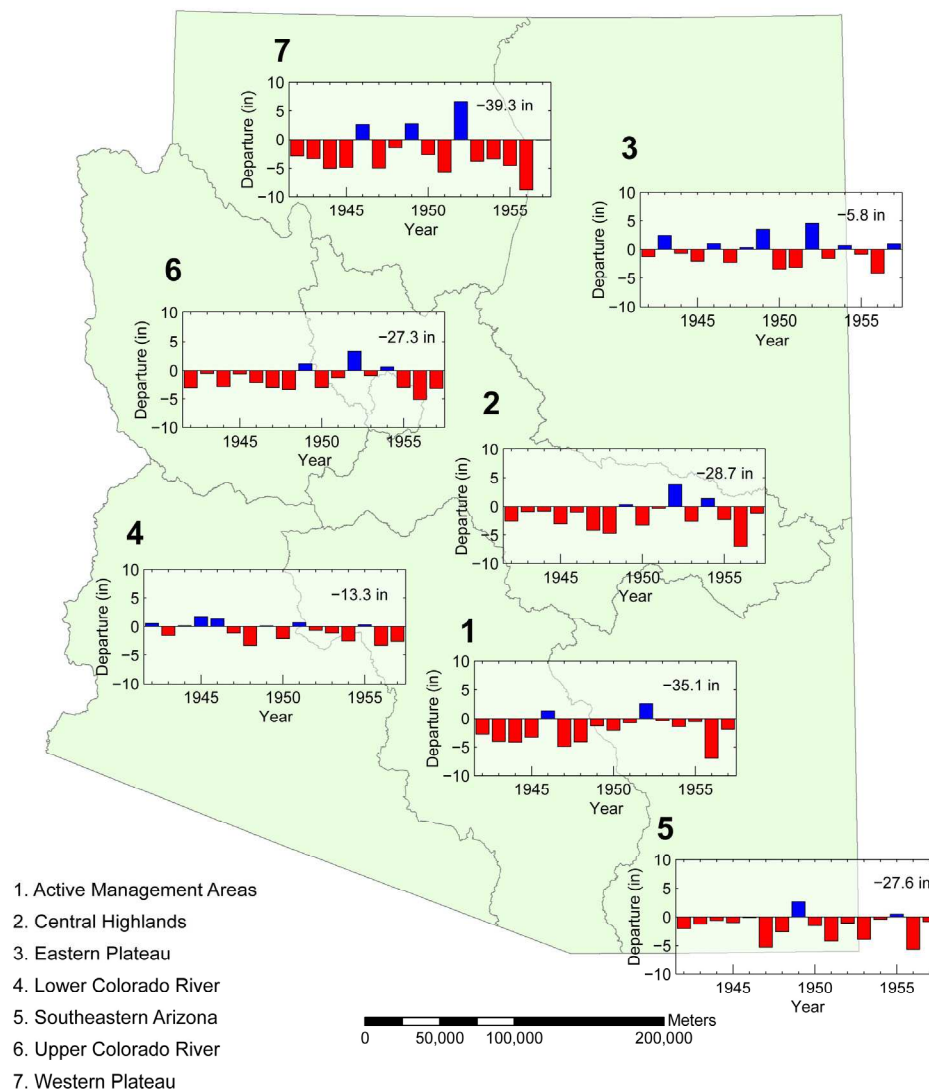 7
10
5
0
−5
−10
Departure (in)
−39.3 in
1945 1950 1955
Year
3
10
5
0
−5
−10
Departure (in)
−5.8 in
1945 1950 1955
Year
6
10
5
0
−5
−10
Departure (in)
−27.3 in
1945 1950 1955
Year
2
10
5
0
−5
−10
Departure (in)
−28.7 in
1945 1950 1955
Year
4
10
5
0
−5
−10
Departure (in)
−13.3 in
1945 1950 1955
Year
1
10
5
0
−5
−10
Departure (in)
−35.1 in
1945 1950 1955
Year
5
10
5
0
−5
−10
Departure (in)
−27.6 in
1945 1950 1955
Year
1. Active Management Areas
2. Central Highlands
3. Eastern Plateau
4. Lower Colorado River
5. Southeastern Arizona
6. Upper Colorado River
7. Western Plateau
Meters
0 50,000 100,000 200,000